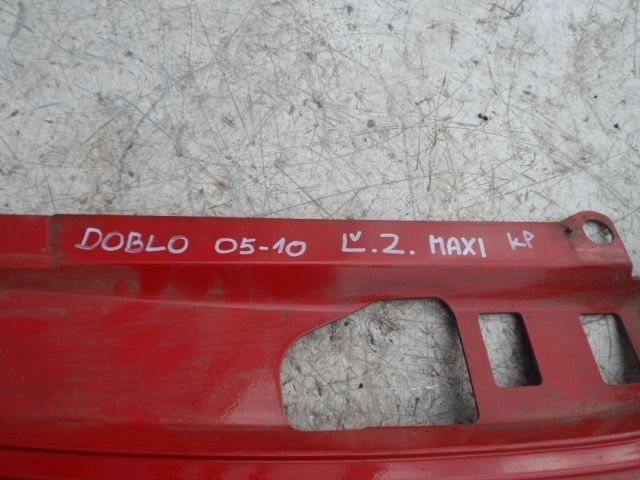 DOBLO 05-10 Ľ.Z. MAXI KP